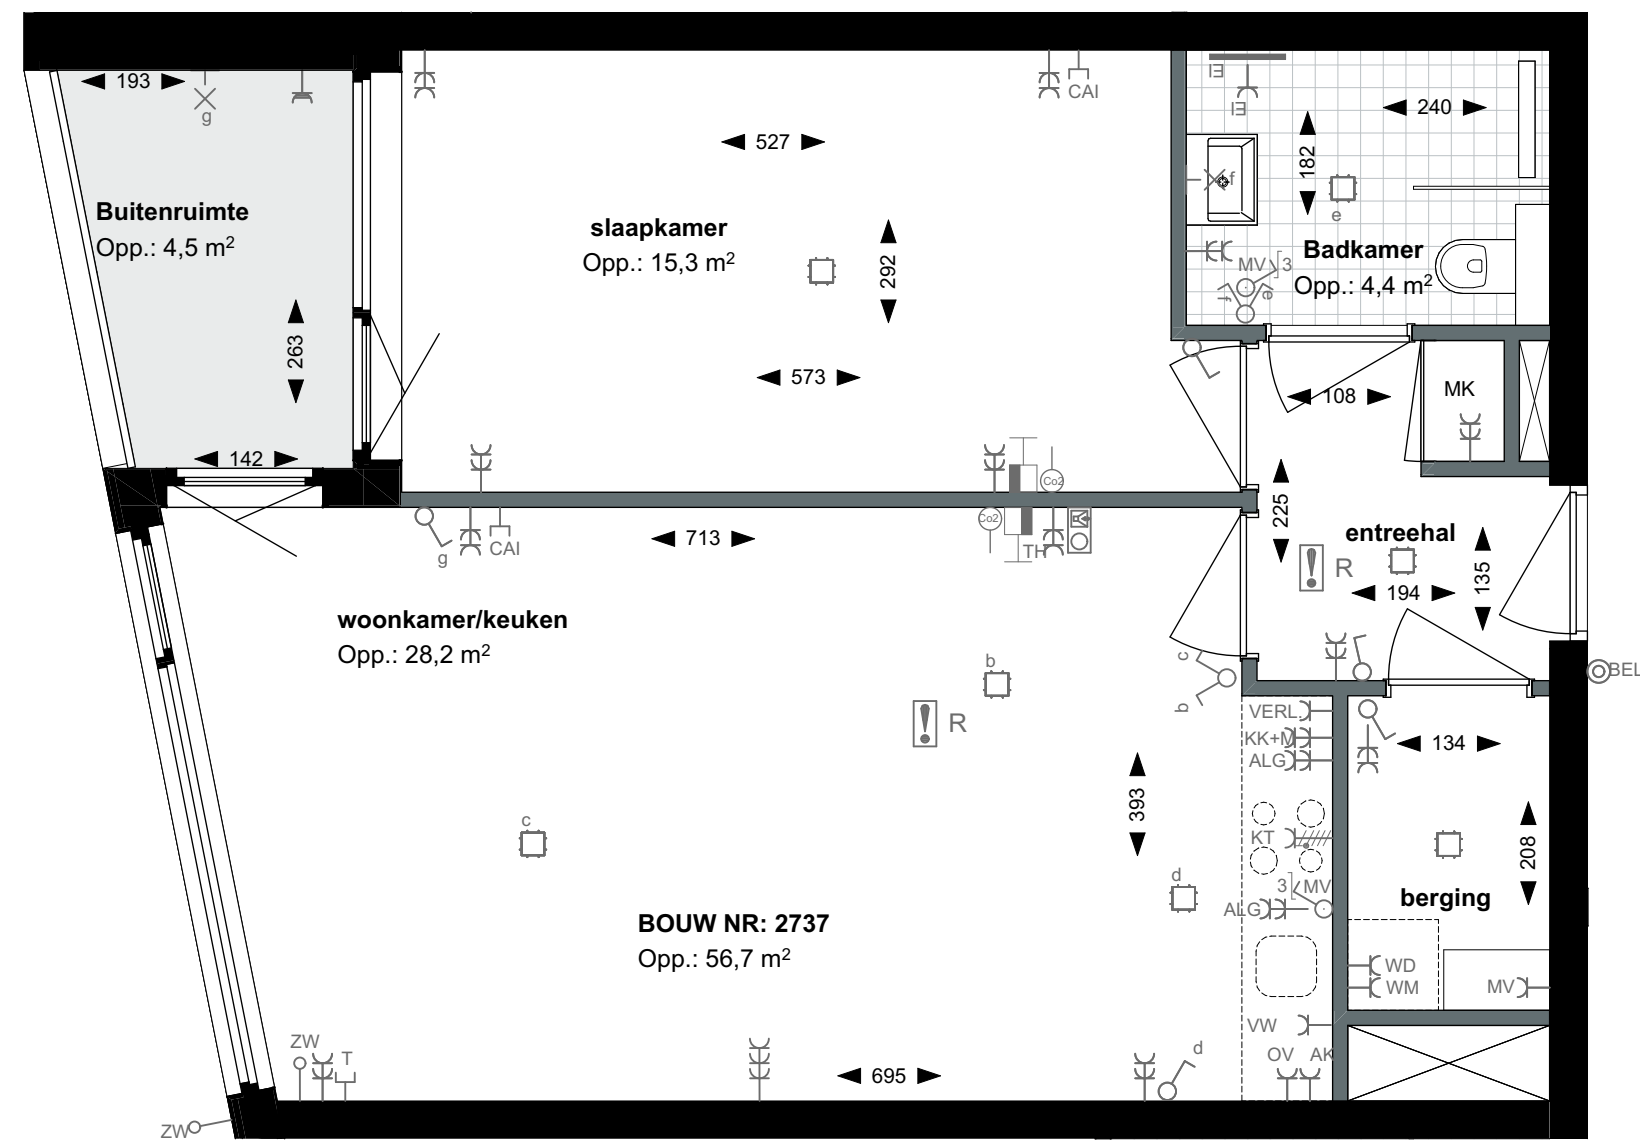 193
g
Buitenruimte
Opp.: 4,5 m²
263
142
CAI
527
slaapkamer
Opp.: 15,3 m²
292
573
Co2
El
El
240
182
f
e
Badkamer
Opp.: 4,4 m²
MV 3
f
e
108
MK
225
entreehal
R
194
135
BEL
g
CAI
713
Co2
TH
woonkamer/keuken
Opp.: 28,2 m²
b
R
c
b
c
393
d
BOUW NR: 2737
Opp.: 56,7 m²
VERL.
KK+M
ALG
KT
3 MV
ALG
VW
OV AK
134
208
berging
WD
WM
MV
ZW
T
695
d
ZW